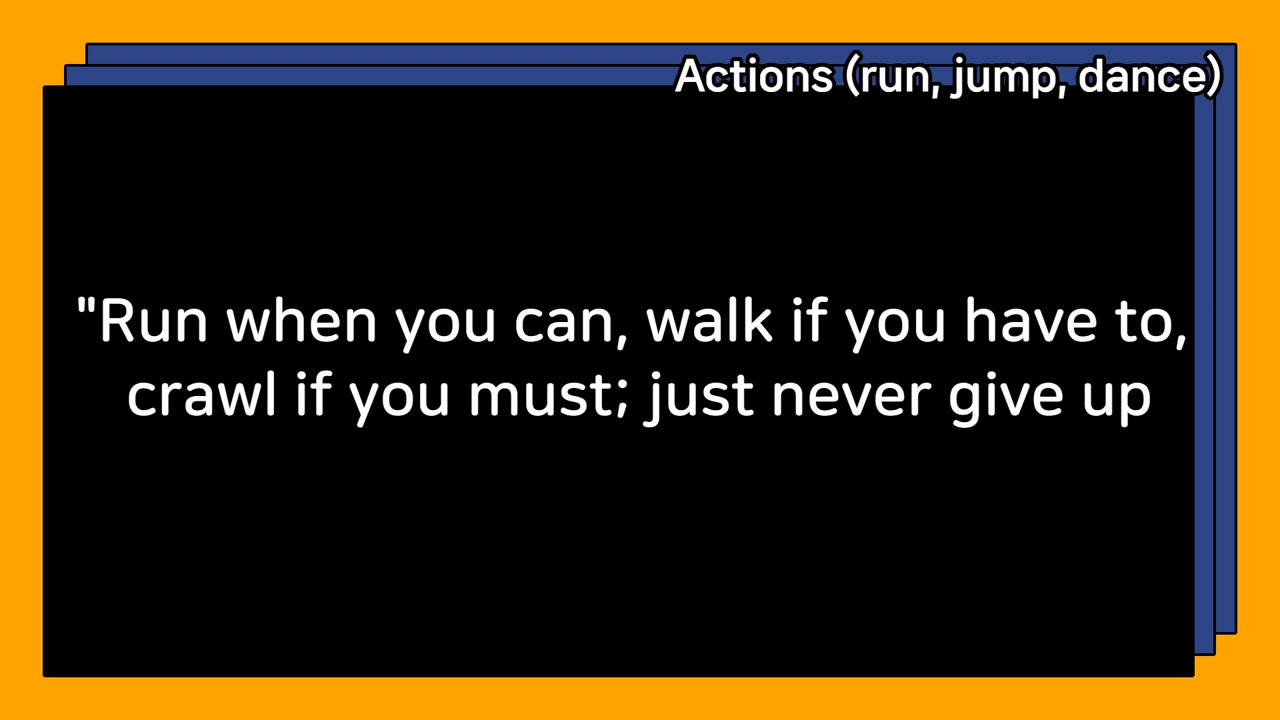 Actions (run, jump, dance)
"Run when you can, walk if you have to,
crawl if you must; just never give up